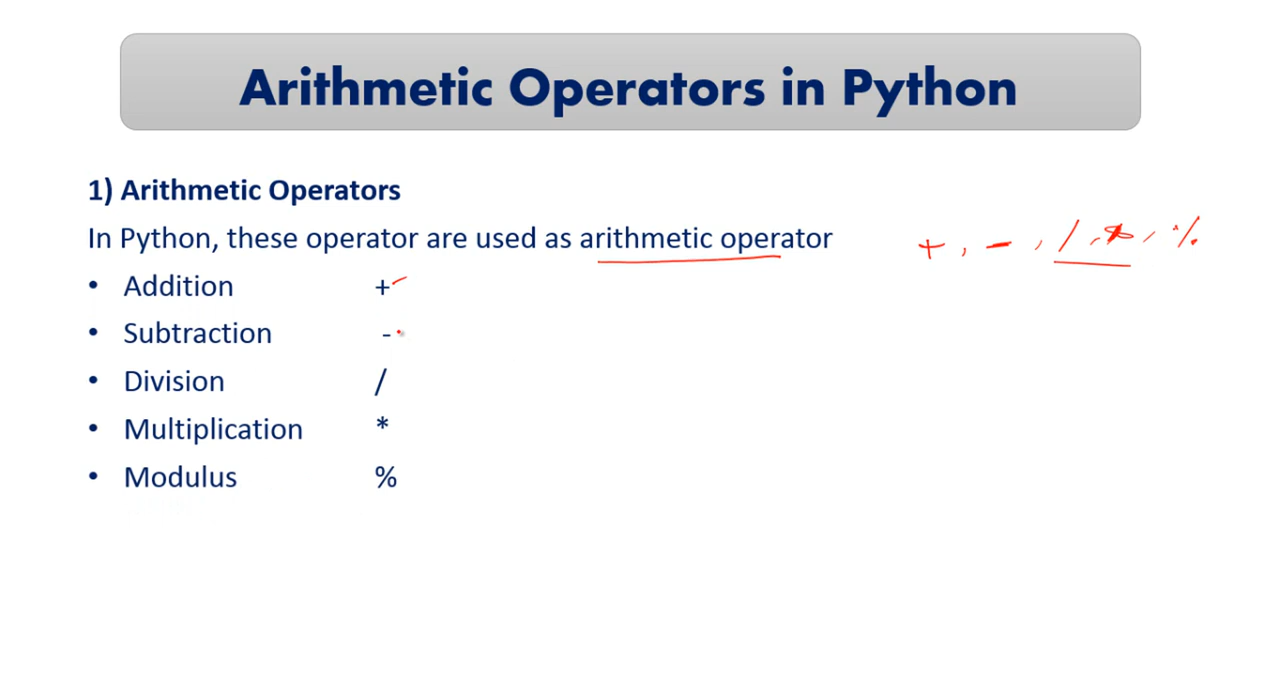 Arithmetic Operators in Python
1) Arithmetic Operators
In Python, these operator are used as arithmetic operator
+ , - , / , * , %
• Addition +
• Subtraction -
• Division /
• Multiplication *
• Modulus %